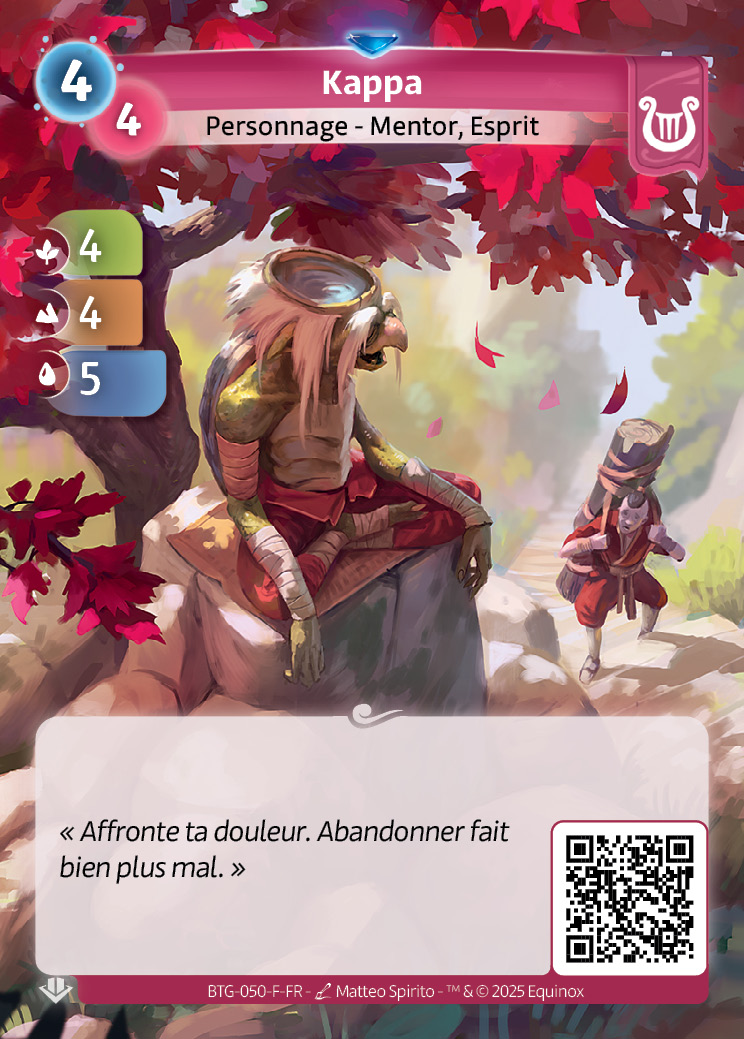 4
Kappa
4
Personnage - Mentor, Esprit
4
4
5
« Affronte ta douleur. Abandonner fait
bien plus mal. »
BTG-050-F-FR - Matteo Spirito - ™ & © 2025 Equinox